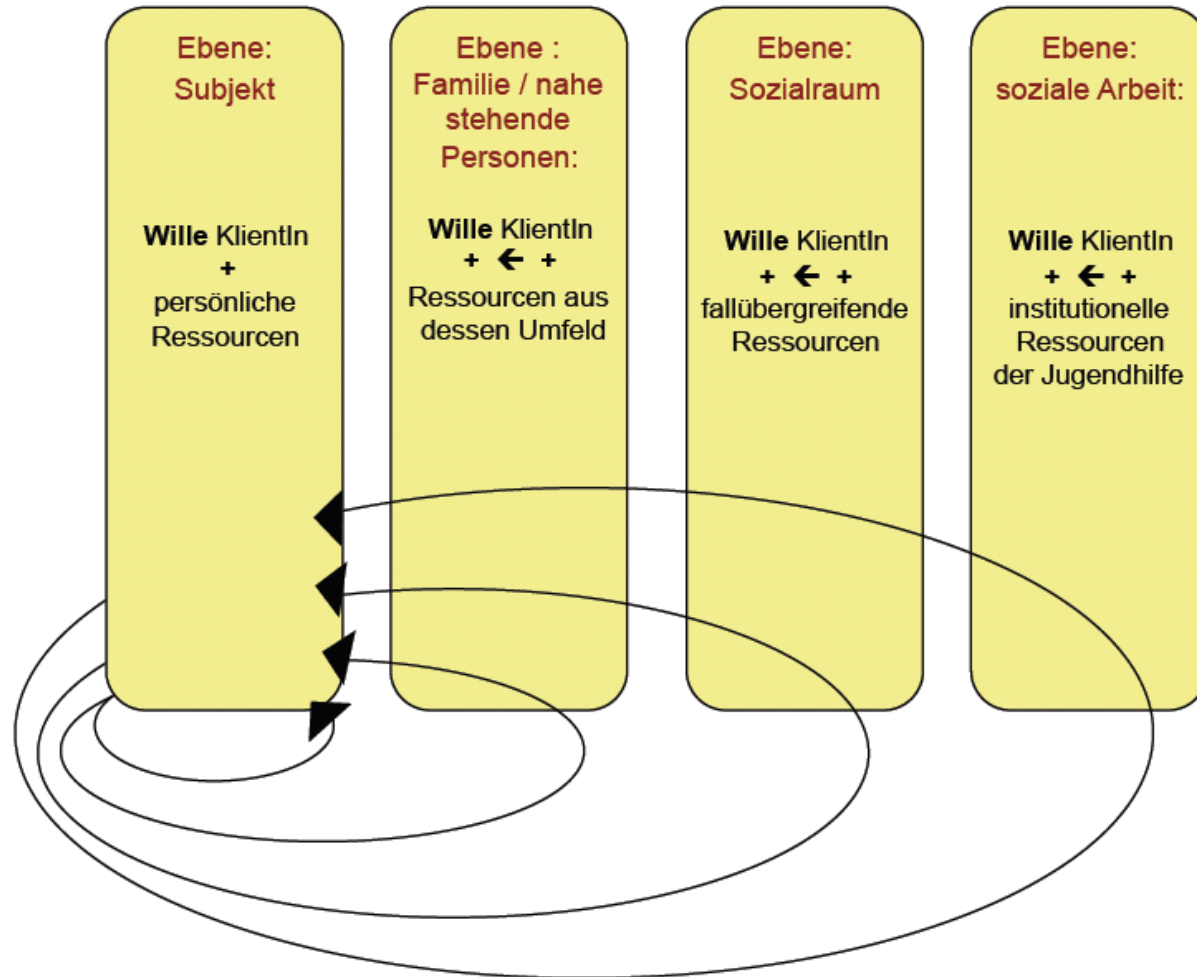 Ebene:
Subjekt
Wille KlientIn
+
persönliche
Ressourcen
Ebene :
Familie / nahe
stehende
Personen:
Wille KlientIn
+ ← +
Ressourcen aus
dessen Umfeld
Ebene:
Sozialraum
Wille KlientIn
+ ← +
fallübergreifende
Ressourcen
Ebene:
soziale Arbeit:
Wille KlientIn
+ ← +
institutionelle
Ressourcen
der Jugendhilfe